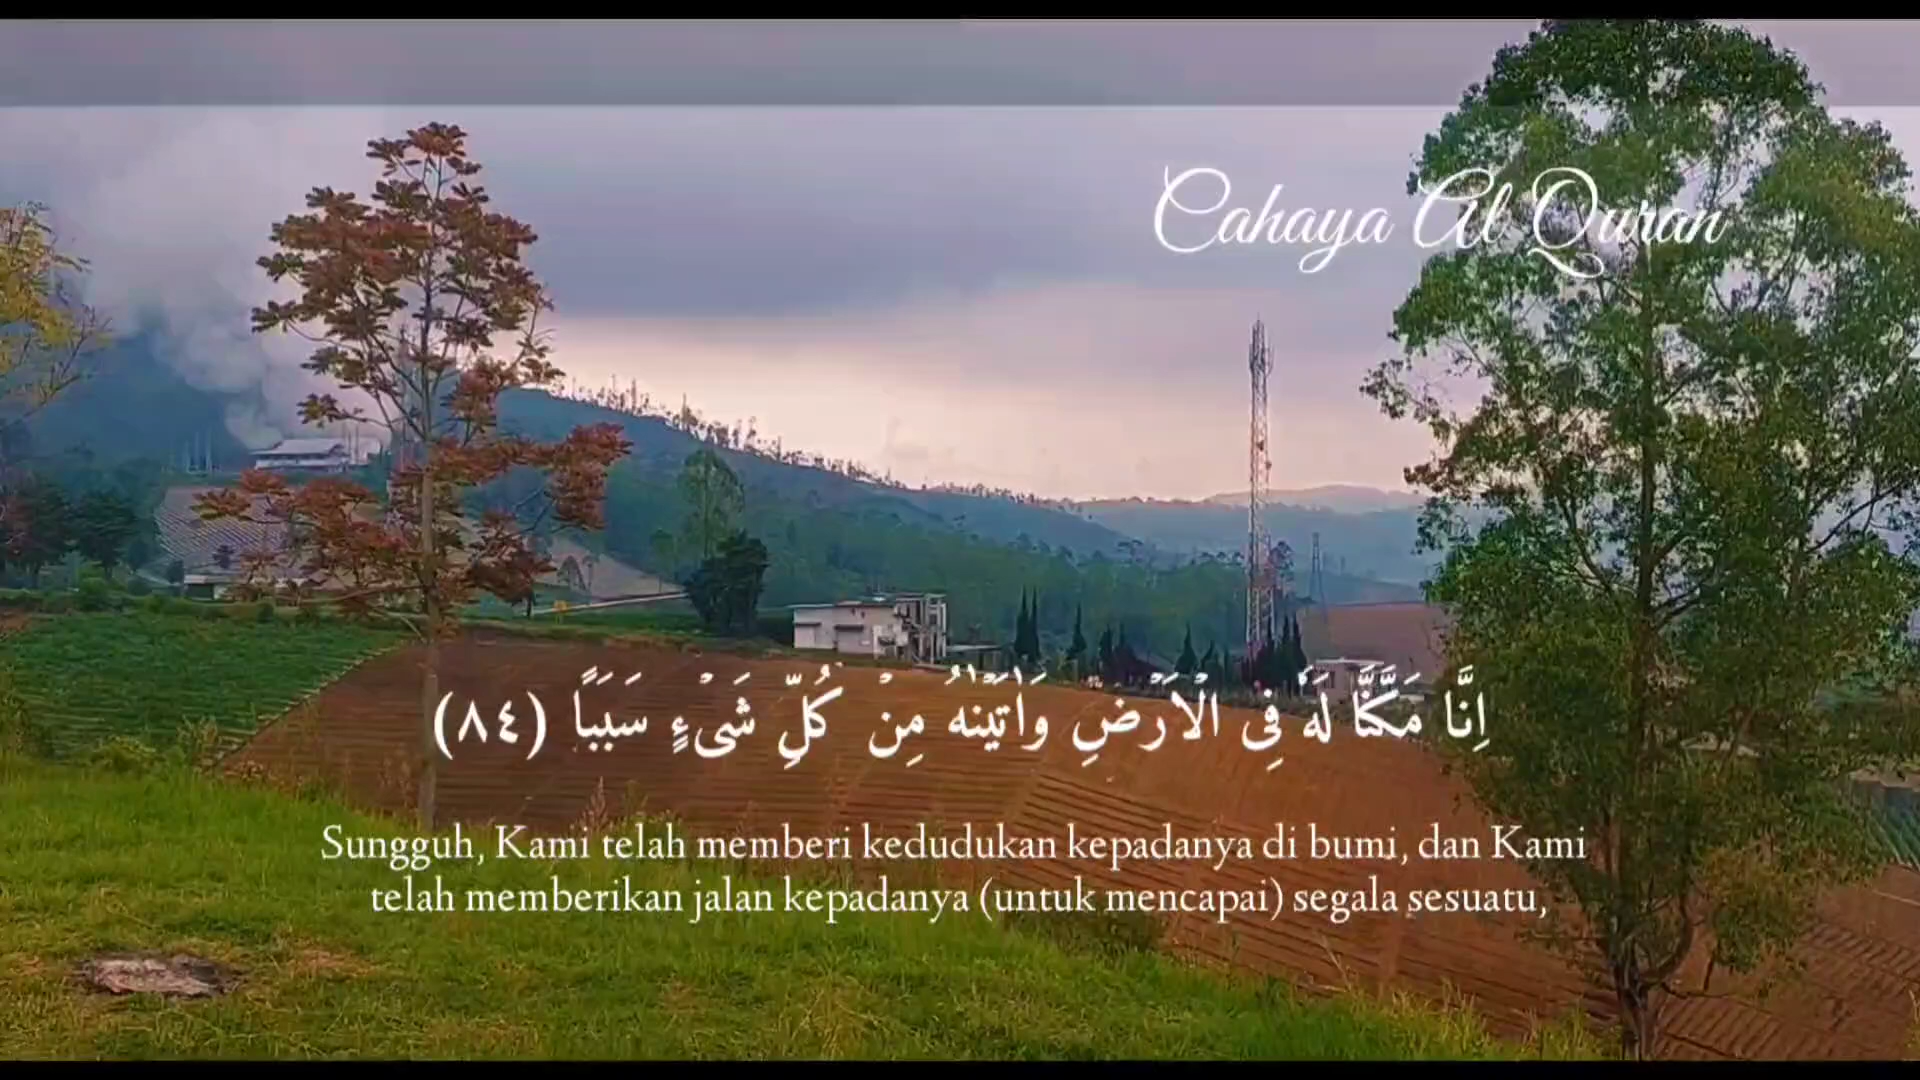 Cahaya Al Quran
اِنَّا مَكَّنَّا لَهٗ فِى الْاَرْضِ وَاٰتَيْنٰهُ مِنْ كُلِّ شَىْءٍ سَبَبًا (٨٤)
Sungguh, Kami telah memberi kedudukan kepadanya di bumi, dan Kami
telah memberikan jalan kepadanya (untuk mencapai) segala sesuatu,